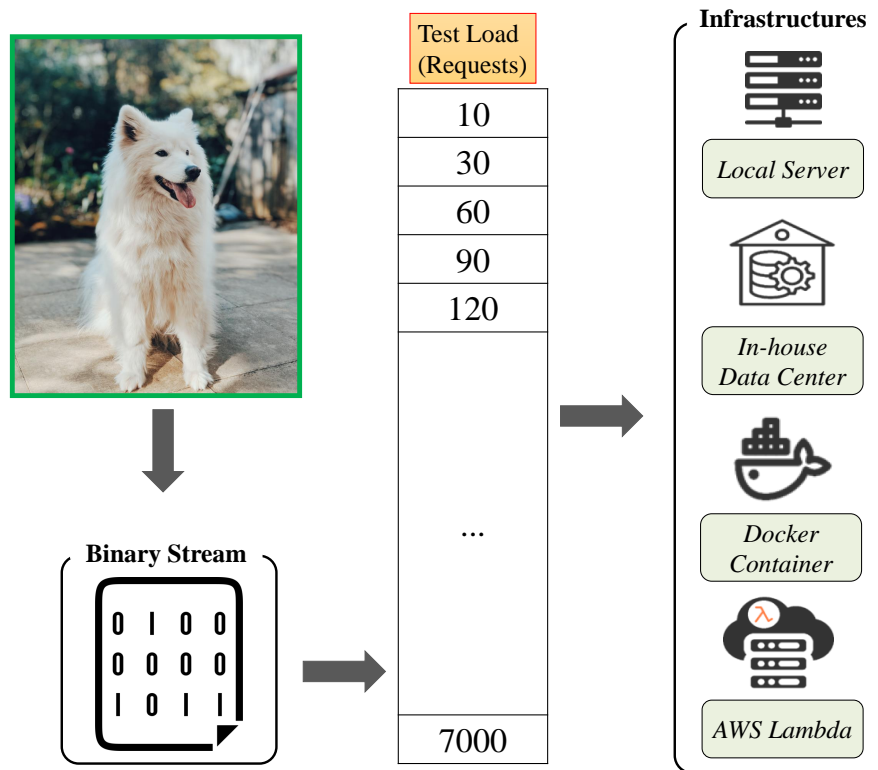 Test Load
(Requests)
10
30
60
90
120
...
7000
Binary Stream
0 1 0 0
0 0 0 0
1 0 1 1
Infrastructures
Local Server
In-house
Data Center
Docker
Container
λ
AWS Lambda